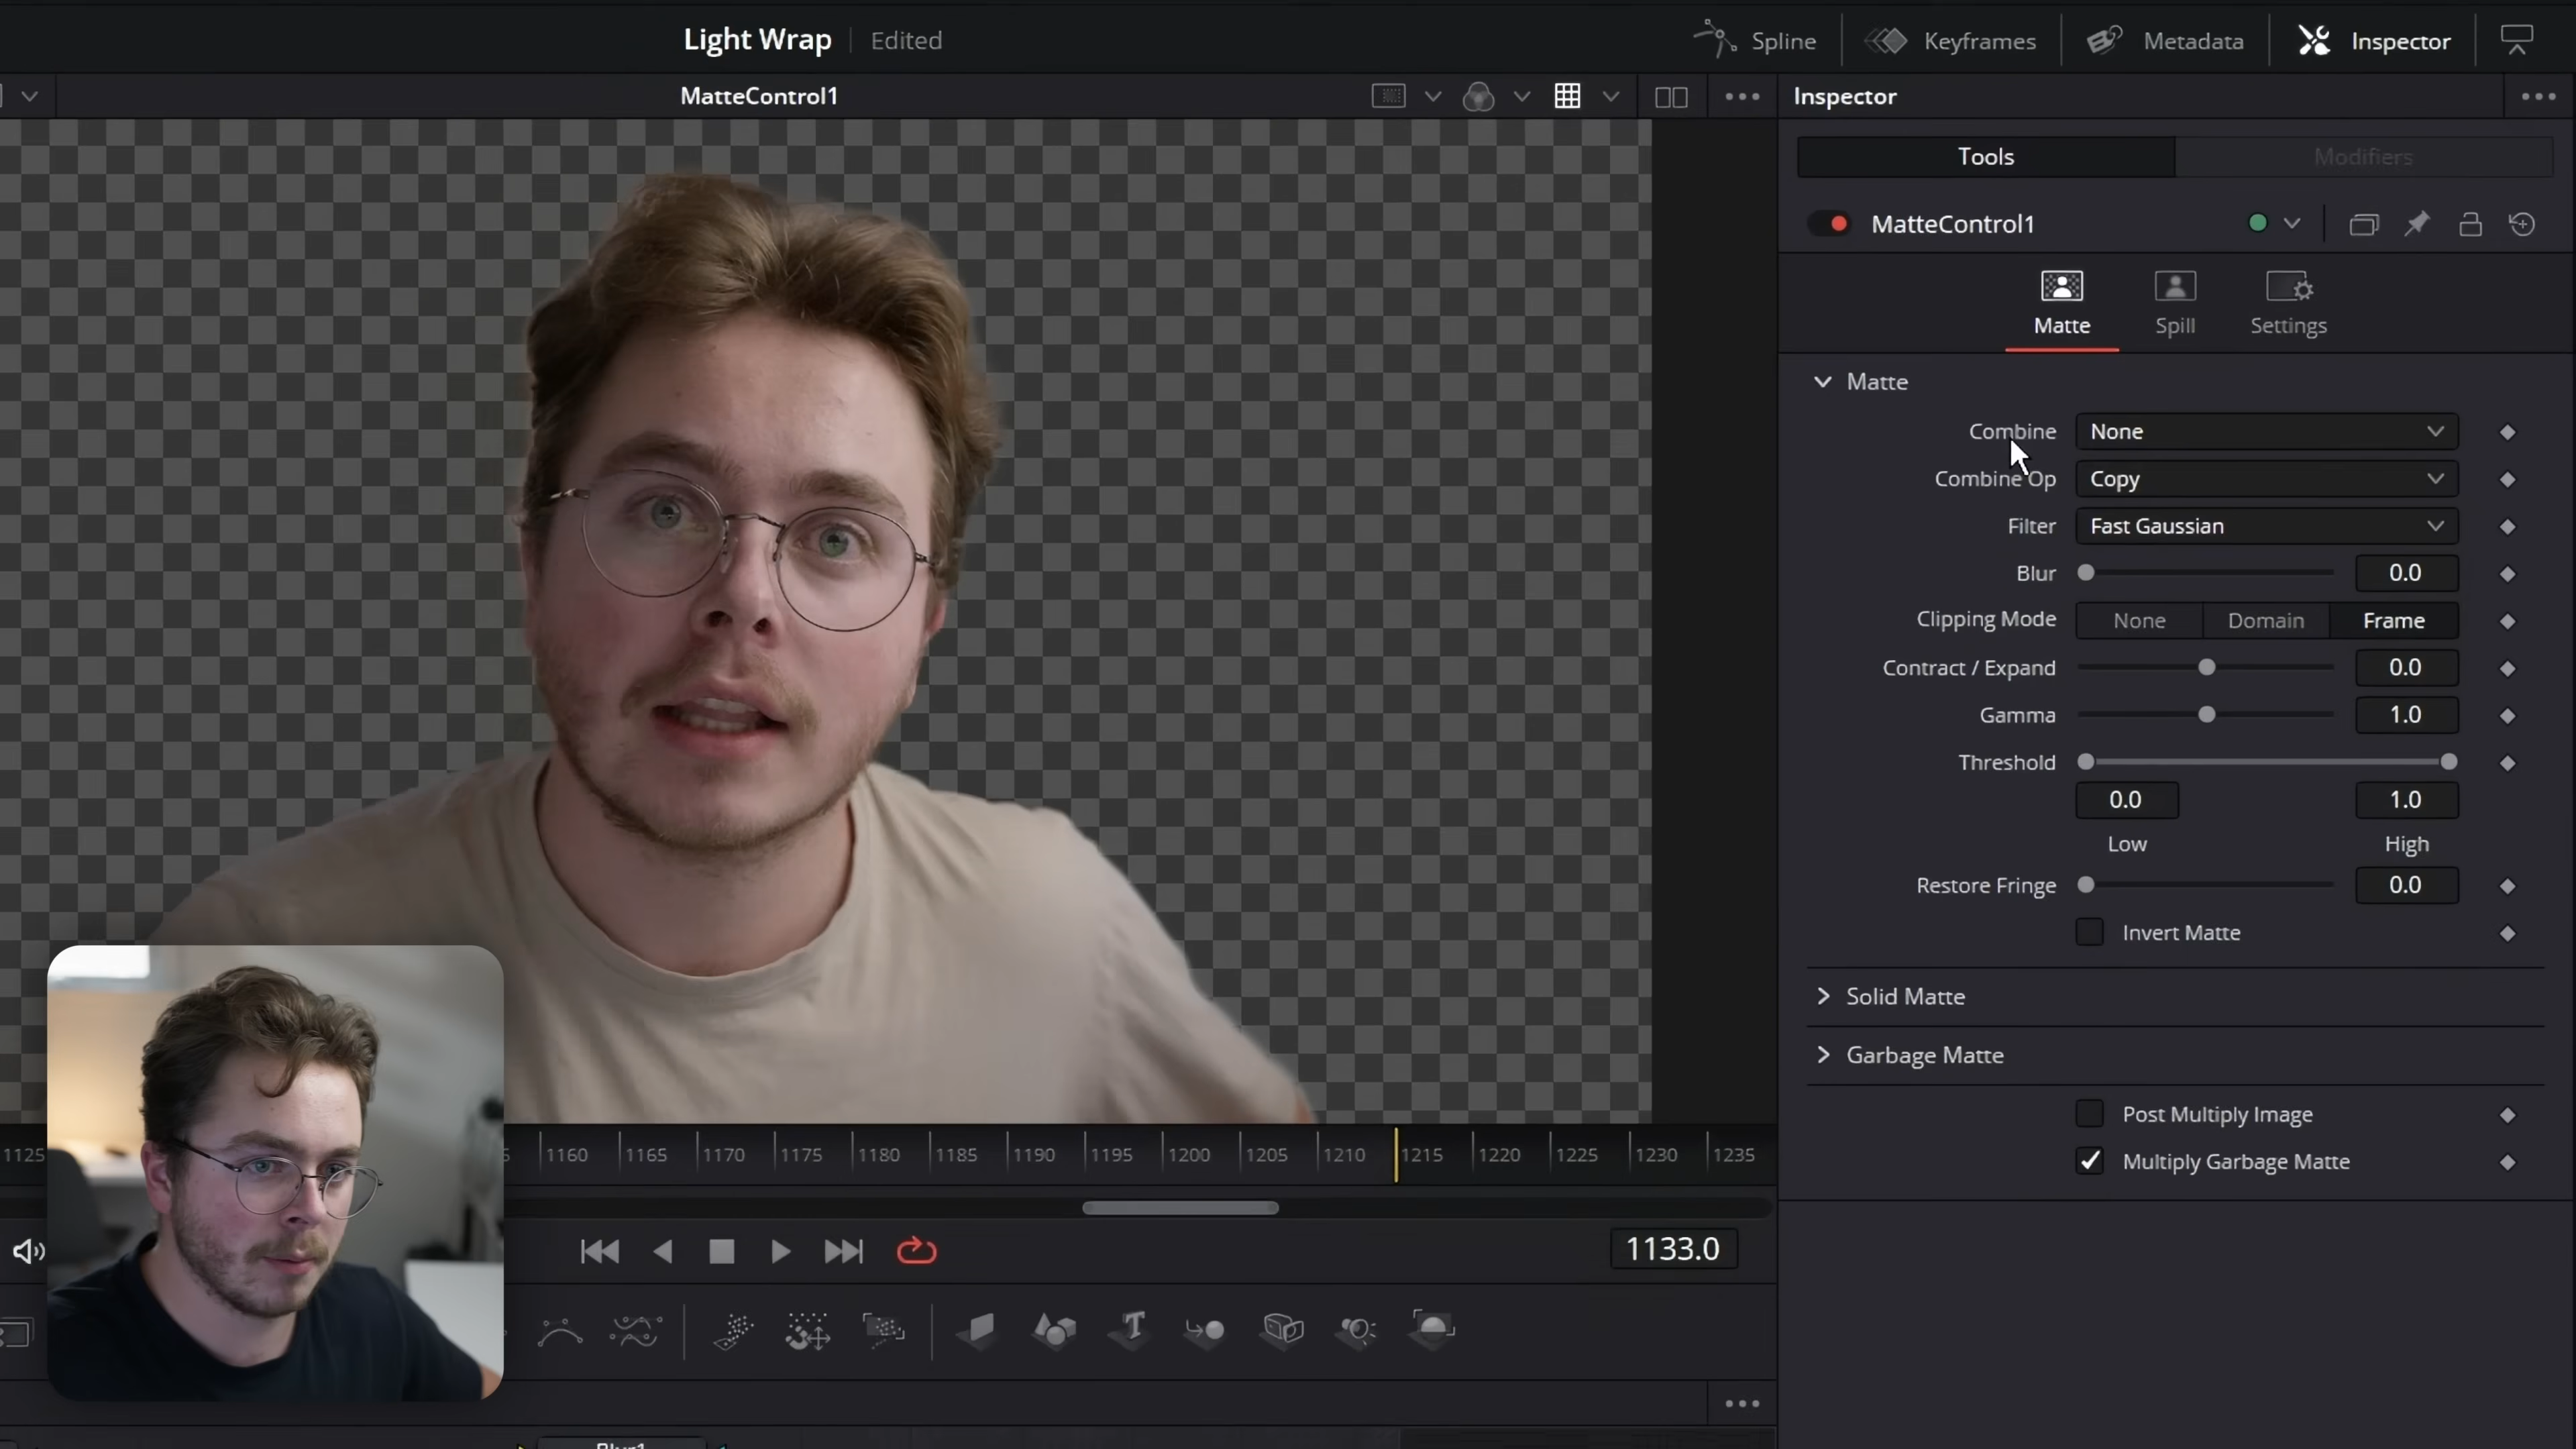 Light Wrap
Edited
Spline
Keyframes
Metadata
Inspector
MatteControl1
Inspector
Tools
Modifiers
MatteControl1
Matte
Spill
Settings
Matte
Combine
None
Combine Op
Copy
Filter
Fast Gaussian
Blur
0.0
Clipping Mode
None
Domain
Frame
Contract / Expand
0.0
Gamma
1.0
Threshold
0.0
1.0
Low
High
Restore Fringe
0.0
Invert Matte
Solid Matte
Garbage Matte
Post Multiply Image
Multiply Garbage Matte
1125
1160
1165
1170
1175
1180
1185
1190
1195
1200
1205
1210
1215
1220
1225
1230
1235
1133.0
Blur1